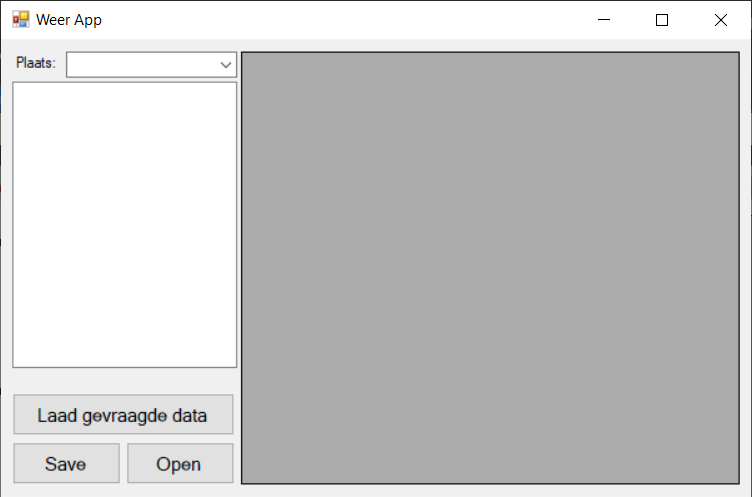 Weer App
Plaats:
Laad gevraagde data
Save
Open